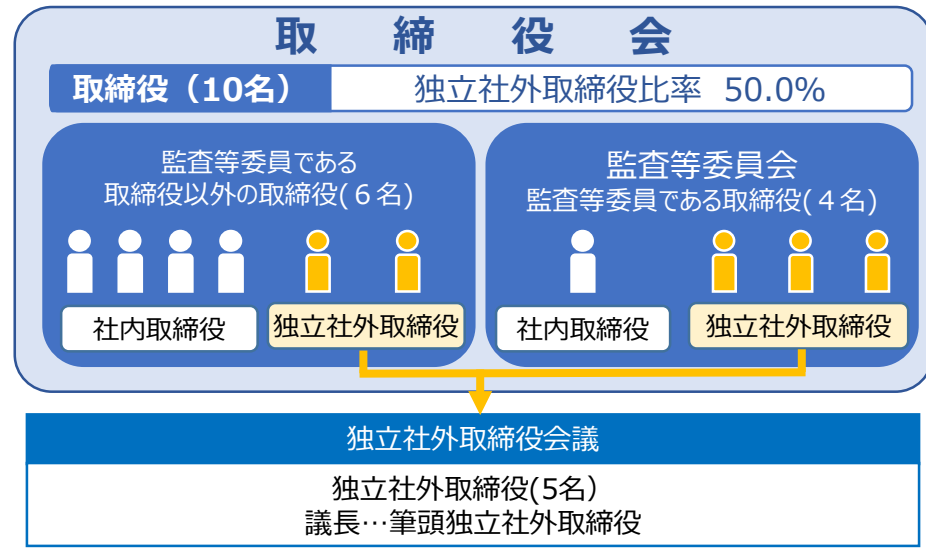 取締役会
取締役（10名） 独立社外取締役比率 50.0%
監査等委員である
取締役以外の取締役(６名)
社内取締役 独立社外取締役
監査等委員会
監査等委員である取締役(４名)
社内取締役 独立社外取締役
独立社外取締役会議
独立社外取締役(5名）
議長…筆頭独立社外取締役